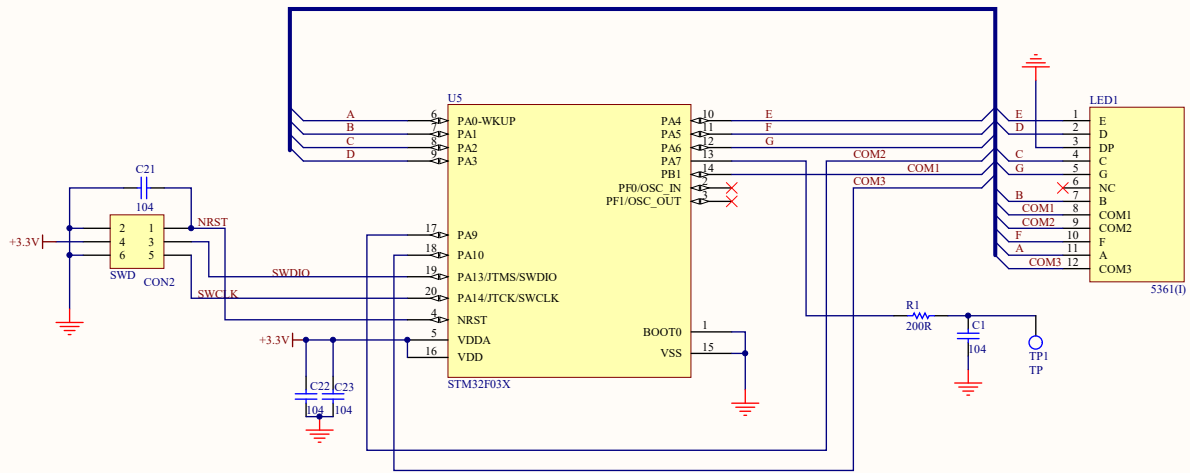 U5
LED1
A 6 PA0-WKUP
B 7 PA1
C 8 PA2
D 9 PA3
PA4 10 E
PA5 11 F
PA6 12 G
PA7 13 COM2
PB1 14 COM1
PF0/OSC_IN 2 COM3
PF1/OSC_OUT 3
E 1 E
D 2 D
3 DP
C 4 C
G 5 G
6 NC
B 7 B
COM1 8 COM1
COM2 9 COM2
F 10 F
A 11 A
COM3 12 COM3
5361(I)
C21
104
NRST
2 1
+3.3V 4 3
6 5
SWD
CON2
SWDIO
SWCLK
17 PA9
18 PA10
19 PA13/JTMS/SWDIO
20 PA14/JTCK/SWCLK
4 NRST
+3.3V 5 VDDA
16 VDD
BOOT0 1
VSS 15
STM32F03X
C22 C23
104 104
R1
200R
C1
104
TP1
TP